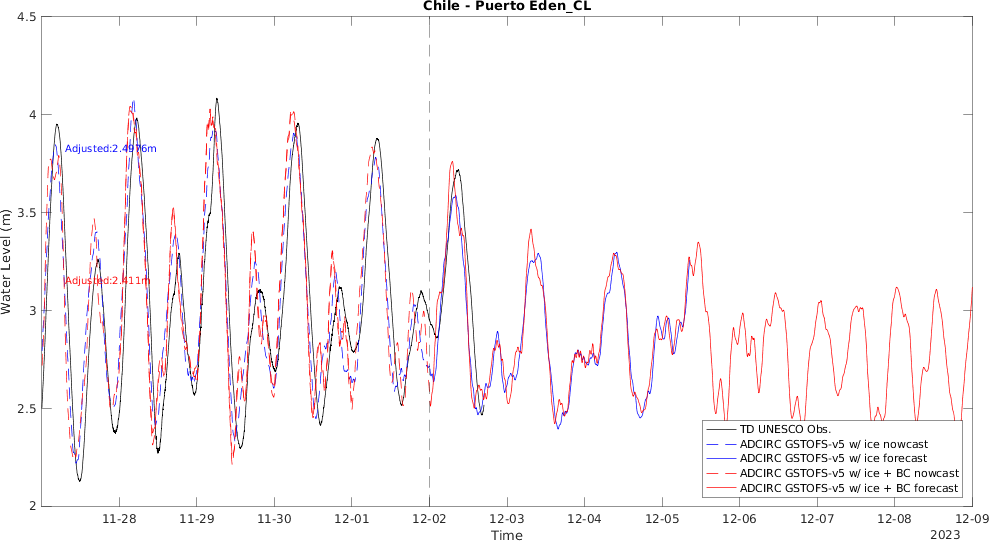 Chile - Puerto Eden_CL
4.5
4
3.5
3
2.5
2
Water Level (m)
Adjusted:2.4976m
Adjusted:2.411m
TD UNESCO Obs.
ADCIRC GSTOFS-v5 w/ ice nowcast
ADCIRC GSTOFS-v5 w/ ice forecast
ADCIRC GSTOFS-v5 w/ ice + BC nowcast
ADCIRC GSTOFS-v5 w/ ice + BC forecast
11-28 11-29 11-30 12-01 12-02 12-03 12-04 12-05 12-06 12-07 12-08 12-09
Time
2023